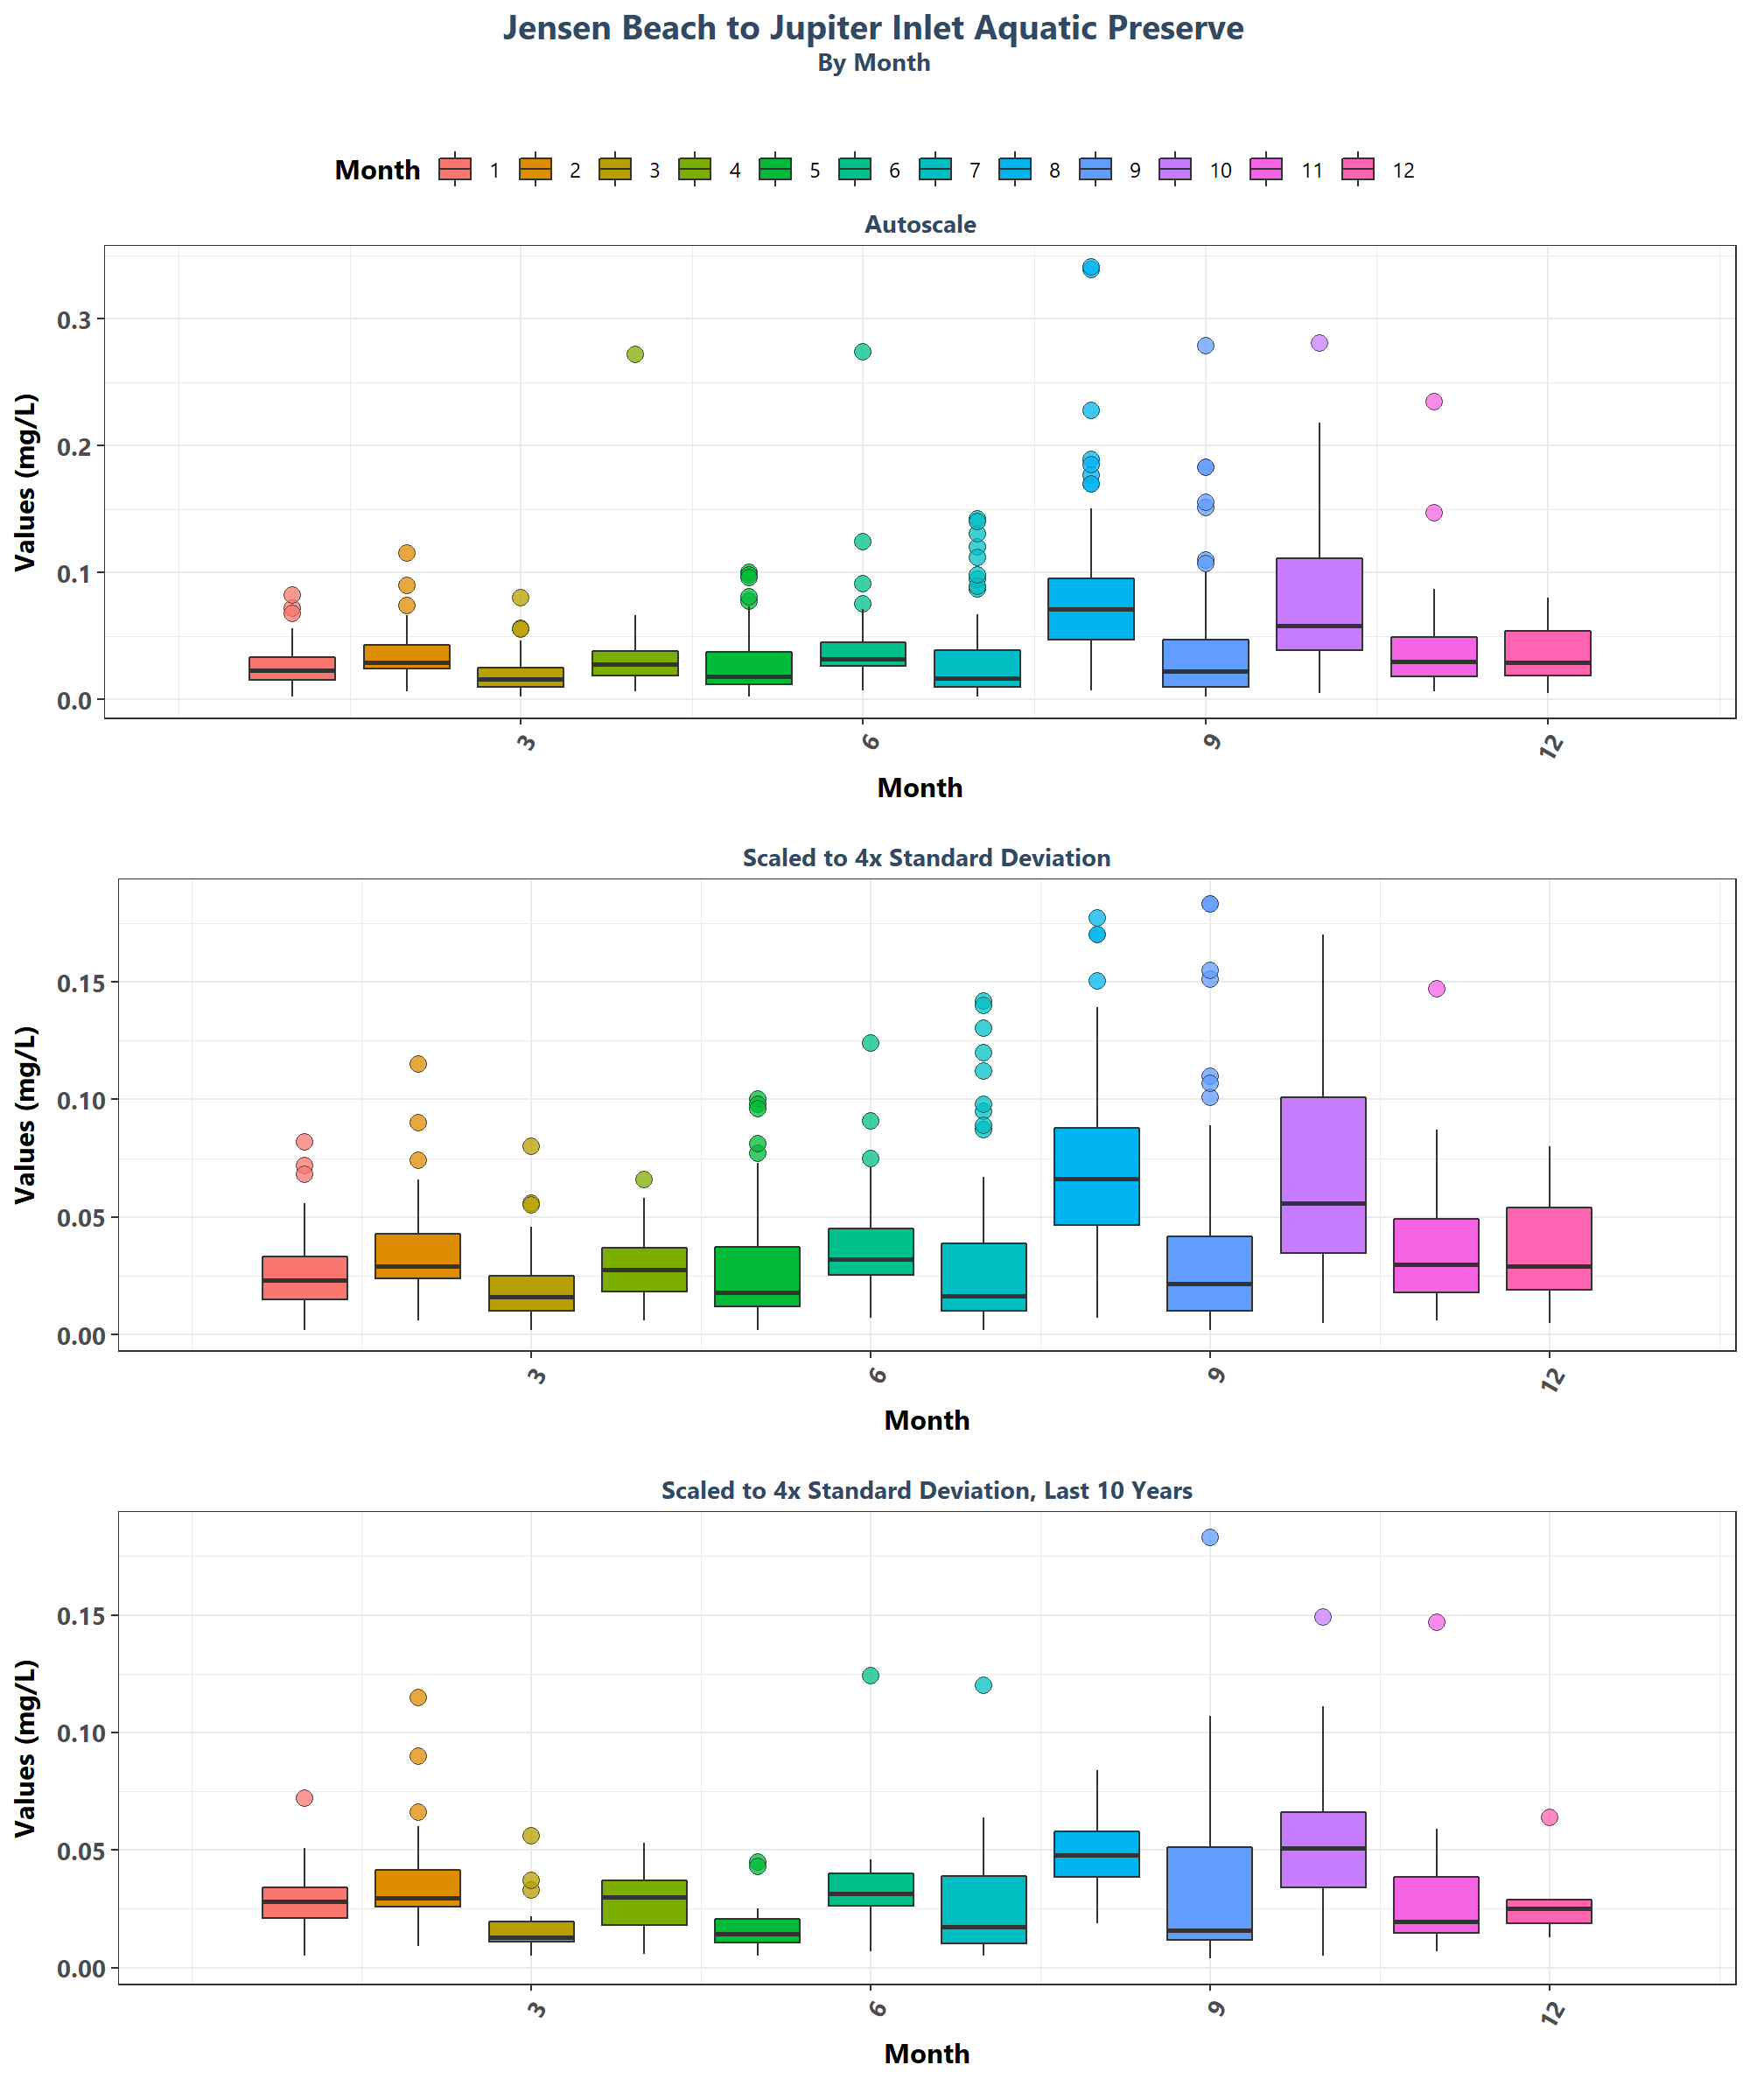 Jensen Beach to Jupiter Inlet Aquatic Preserve
By Month
Month 1 2 3 4 5 6 7 8 9 10 11 12
Autoscale
Values (mg/L)
0.3
0.2
0.1
0.0
3 6 9 12
Month
Scaled to 4x Standard Deviation
Values (mg/L)
0.15
0.10
0.05
0.00
3 6 9 12
Month
Scaled to 4x Standard Deviation, Last 10 Years
Values (mg/L)
0.15
0.10
0.05
0.00
3 6 9 12
Month